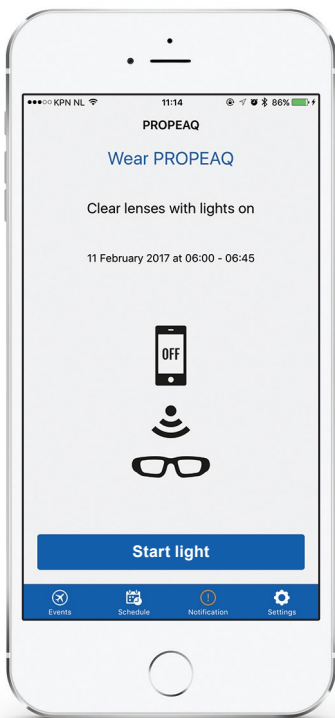 KPN NL 11:14 86%
PROPEAQ
Wear PROPEAQ
Clear lenses with lights on
11 February 2017 at 06:00 - 06:45
OFF
Start light
Events Schedule Notification Settings